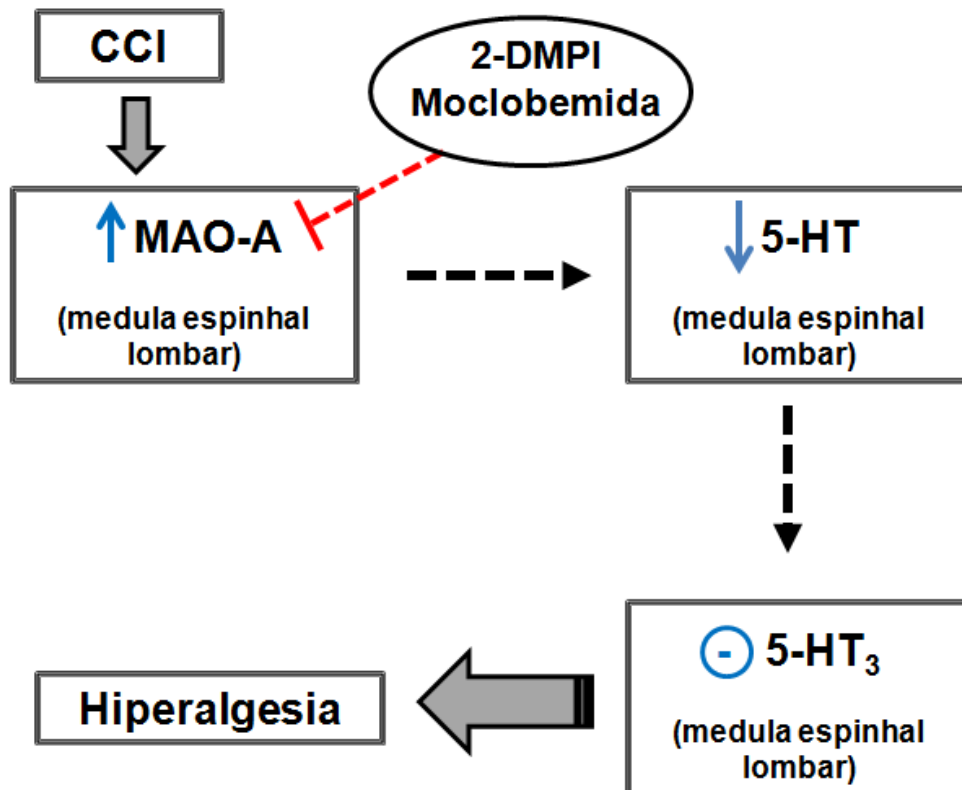 CCI
2-DMPI
Moclobemida
MAO-A
(medula espinhal
lombar)
5-HT
(medula espinhal
lombar)
- 5-HT₃
(medula espinhal
lombar)
Hiperalgesia